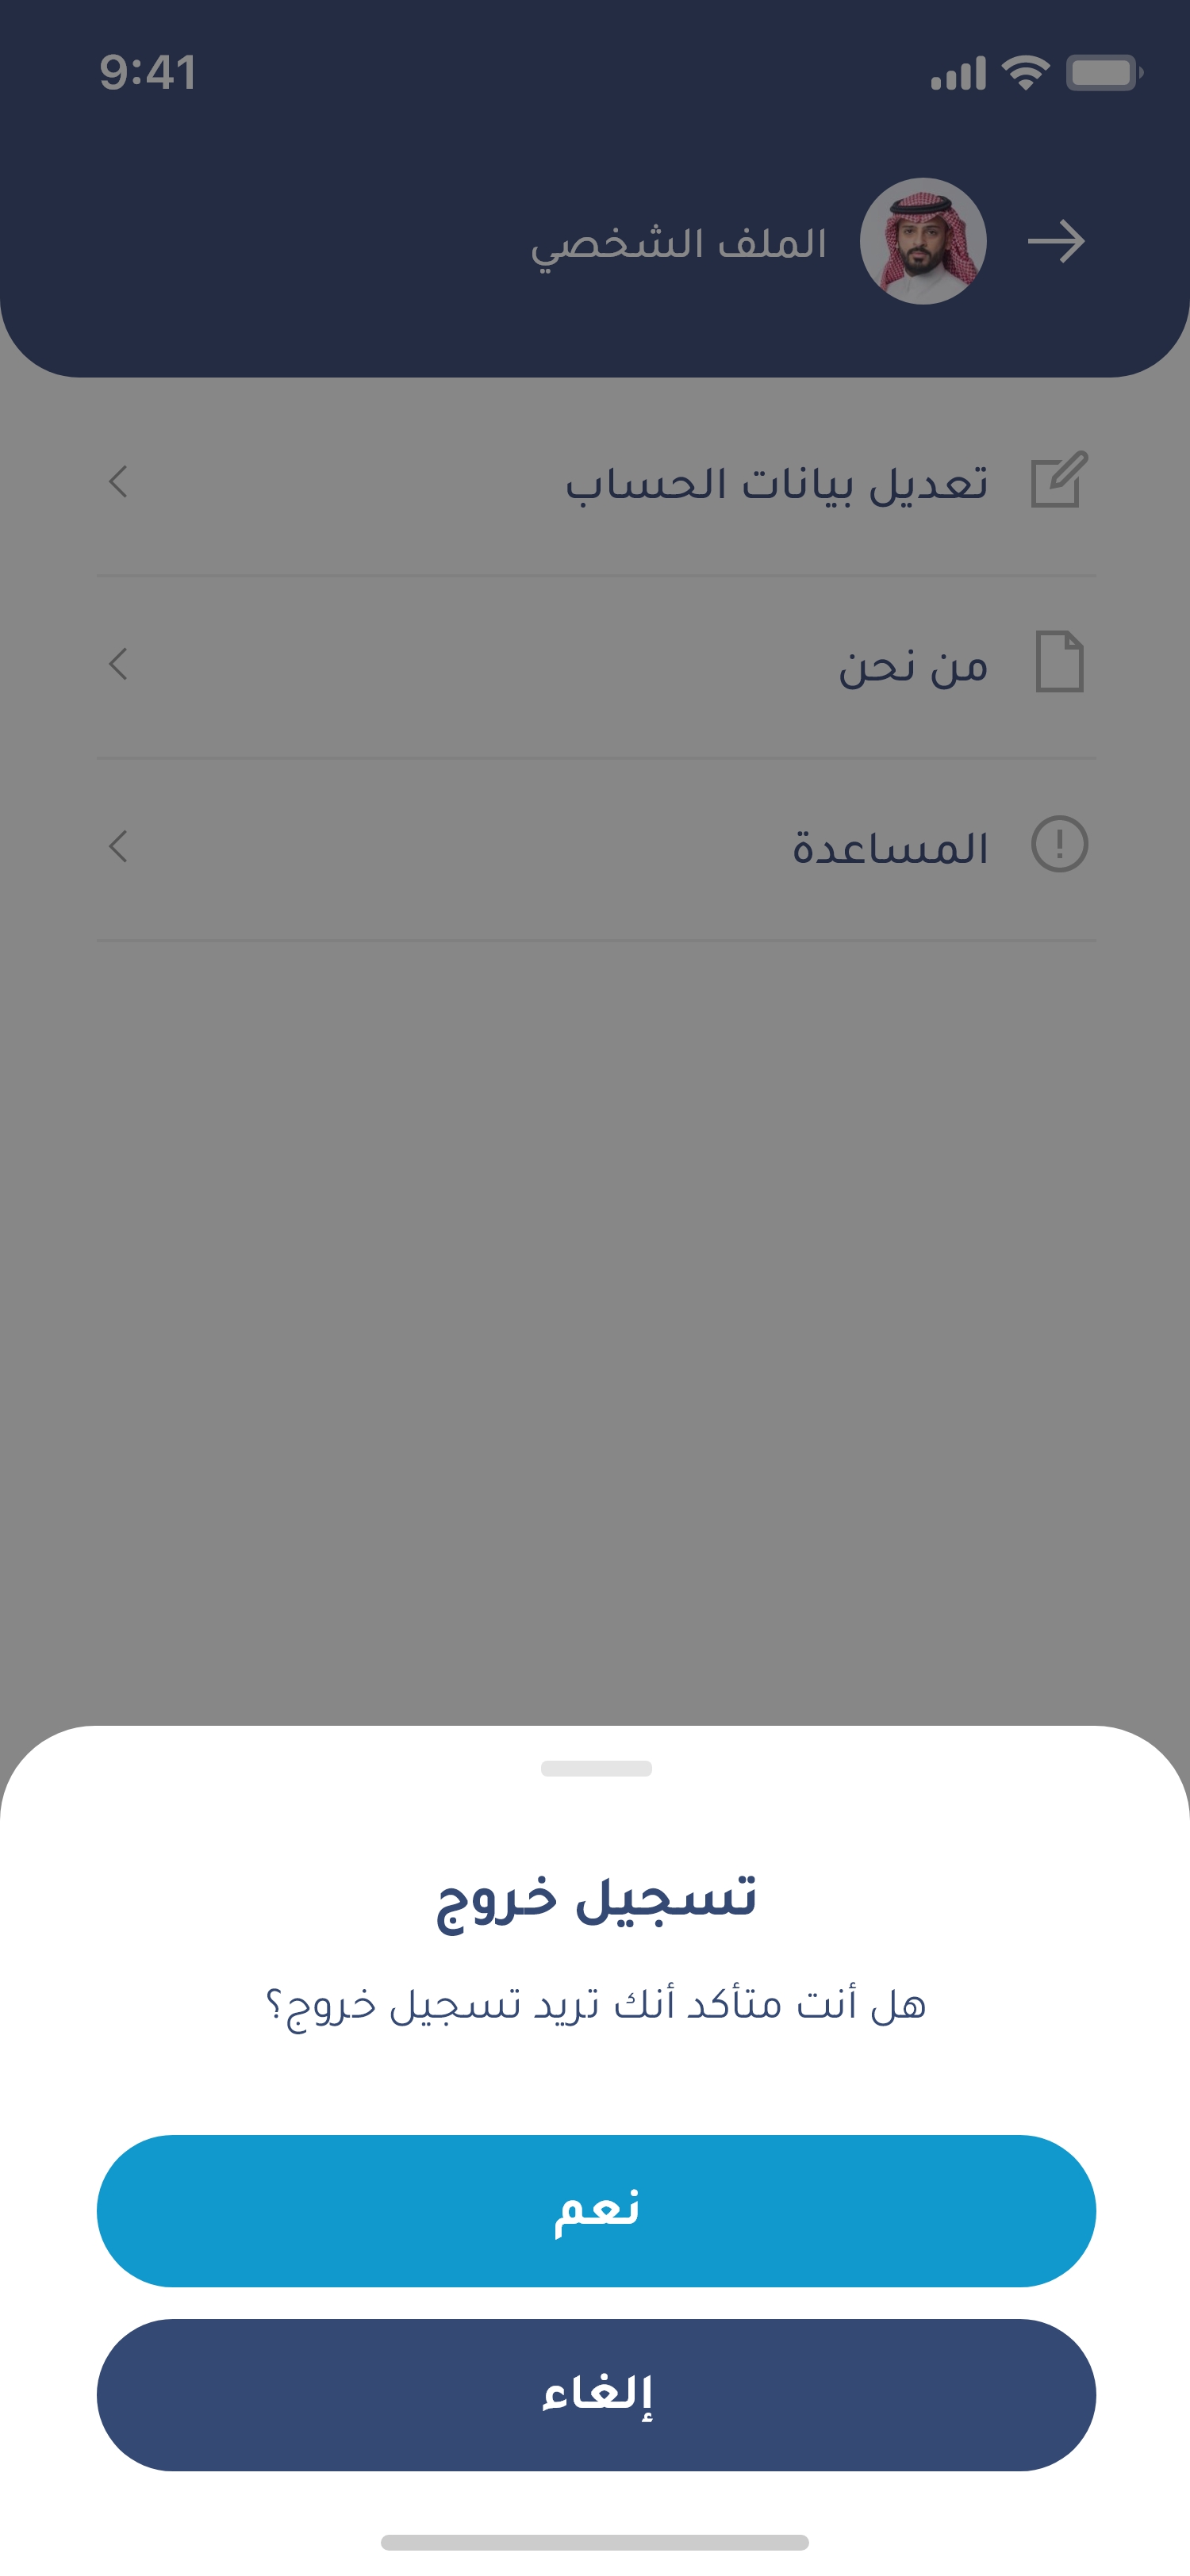 9:41
الملف الشخصي
تعديل بيانات الحساب
من نحن
المساعدة
تسجيل خروج
هل أنت متأكد أنك تريد تسجيل خروج؟
نعم
إلغاء